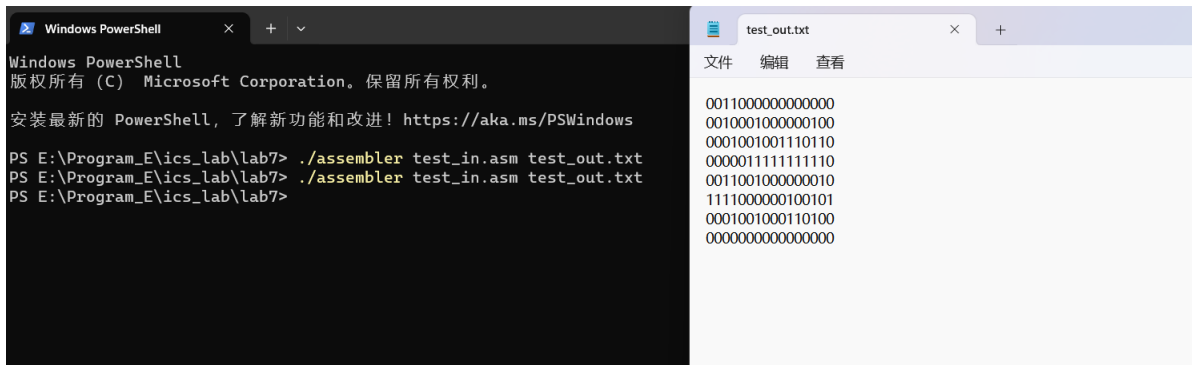 Windows PowerShell
Windows PowerShell
版权所有 (C) Microsoft Corporation。保留所有权利。
安装最新的 PowerShell，了解新功能和改进！https://aka.ms/PSWindows
PS E:\Program_E\ics_lab\lab7> ./assembler test_in.asm test_out.txt
PS E:\Program_E\ics_lab\lab7> ./assembler test_in.asm test_out.txt
PS E:\Program_E\ics_lab\lab7>
test_out.txt
文件 编辑 查看
0011000000000000
0010001000000100
0001001001110110
0000011111111110
0011001000000010
1111000000100101
0001001000110100
0000000000000000